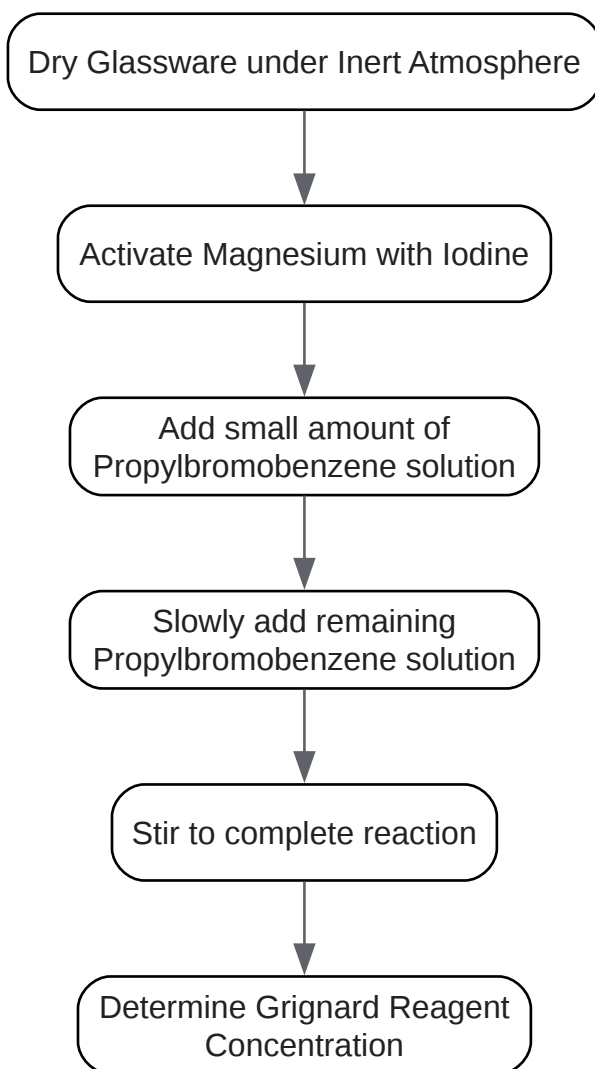 Dry Glassware under Inert Atmosphere
Activate Magnesium with Iodine
Add small amount of
Propylbromobenzene solution
Slowly add remaining
Propylbromobenzene solution
Stir to complete reaction
Determine Grignard Reagent
Concentration